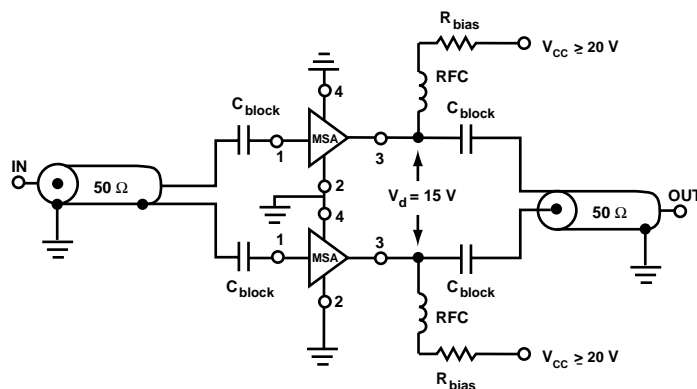 R bias
V CC ≥ 20 V
RFC
4
C block
C block
MSA
1
3
IN
50 Ω
2
V d = 15 V
OUT
50 Ω
4
1
3
MSA
C block
C block
2
RFC
V CC ≥ 20 V
R bias